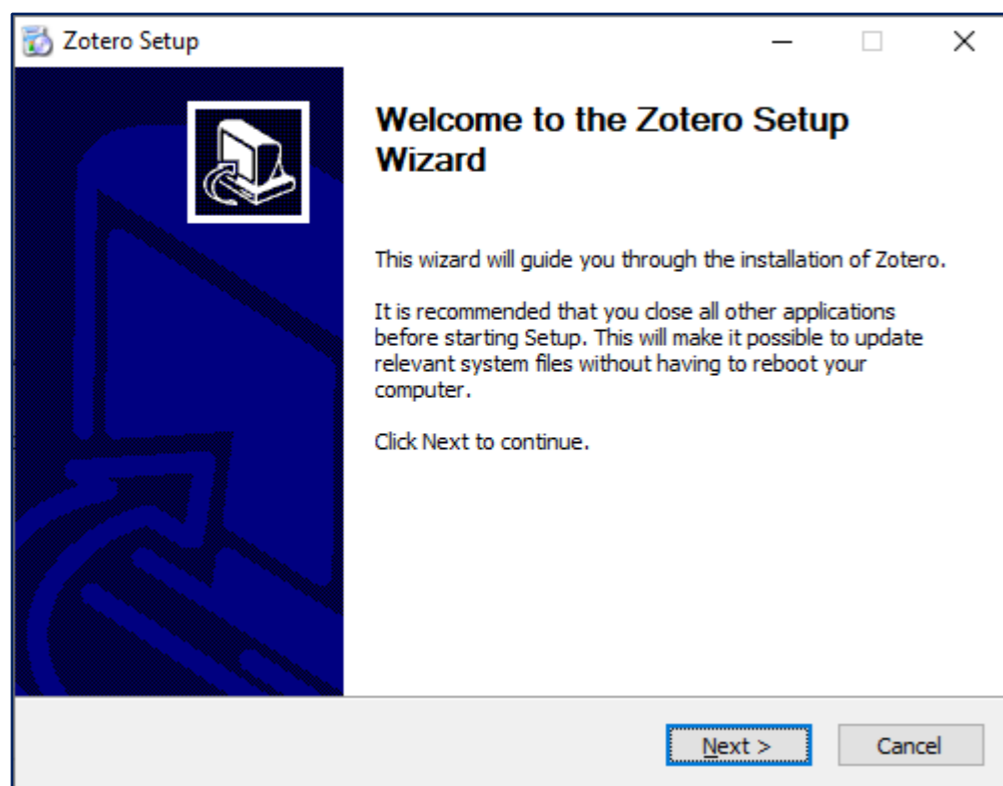 Zotero Setup
Welcome to the Zotero Setup
Wizard
This wizard will guide you through the installation of Zotero.
It is recommended that you close all other applications
before starting Setup. This will make it possible to update
relevant system files without having to reboot your
computer.
Click Next to continue.
Next >
Cancel